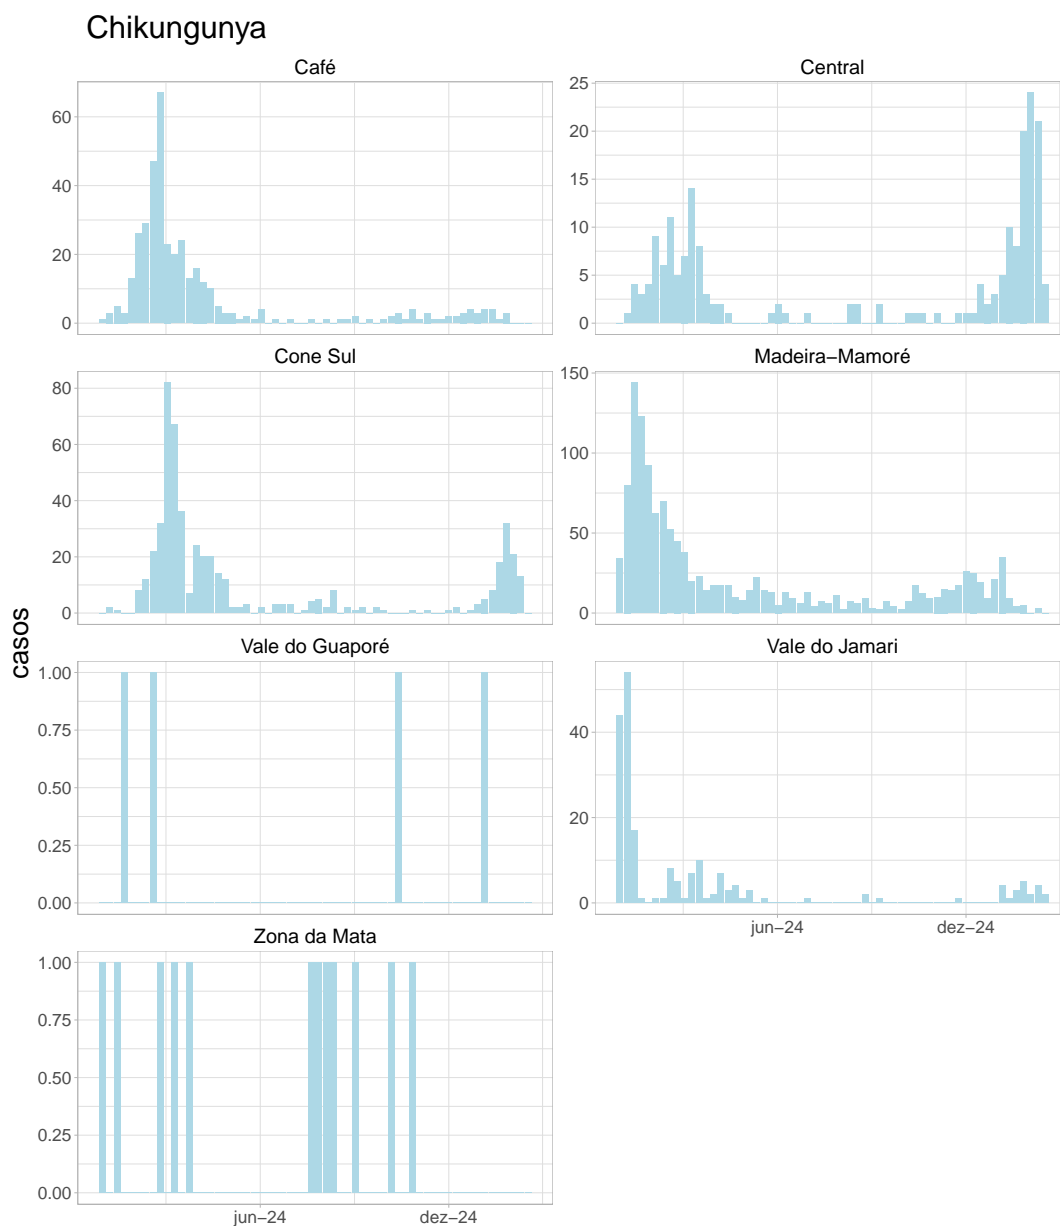 Chikungunya
Café
60
40
20
0
Central
25
20
15
10
5
0
Cone Sul
80
60
40
20
0
Madeira−Mamoré
150
100
50
0
casos
Vale do Guaporé
1.00
0.75
0.50
0.25
0.00
Vale do Jamari
40
20
0
jun−24 dez−24
Zona da Mata
1.00
0.75
0.50
0.25
0.00
jun−24 dez−24